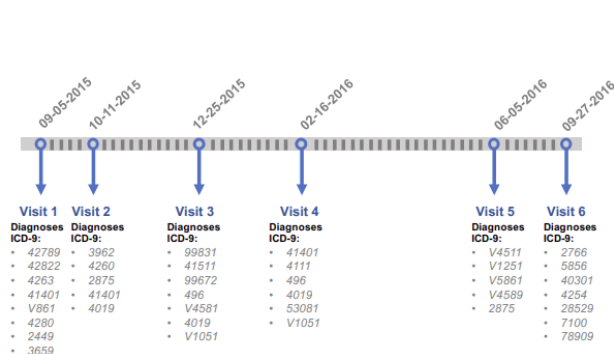 09-05-2015
10-11-2015
12-25-2015
02-16-2016
06-05-2016
09-27-2016
Visit 1
Diagnoses
ICD-9:
• 42789
• 42822
• 4263
• 41401
• V861
• 4280
• 2449
• 3659
Visit 2
Diagnoses
ICD-9:
• 3962
• 4260
• 2875
• 41401
• 4019
Visit 3
Diagnoses
ICD-9:
• 99831
• 41511
• 99672
• 496
• V4581
• 4019
• V1051
Visit 4
Diagnoses
ICD-9:
• 41401
• 4111
• 496
• 4019
• 53081
• V1051
Visit 5
Diagnoses
ICD-9:
• V4511
• V1251
• V5861
• V4589
• 2875
Visit 6
Diagnoses
ICD-9:
• 2766
• 5856
• 40301
• 4254
• 28529
• 7100
• 78909